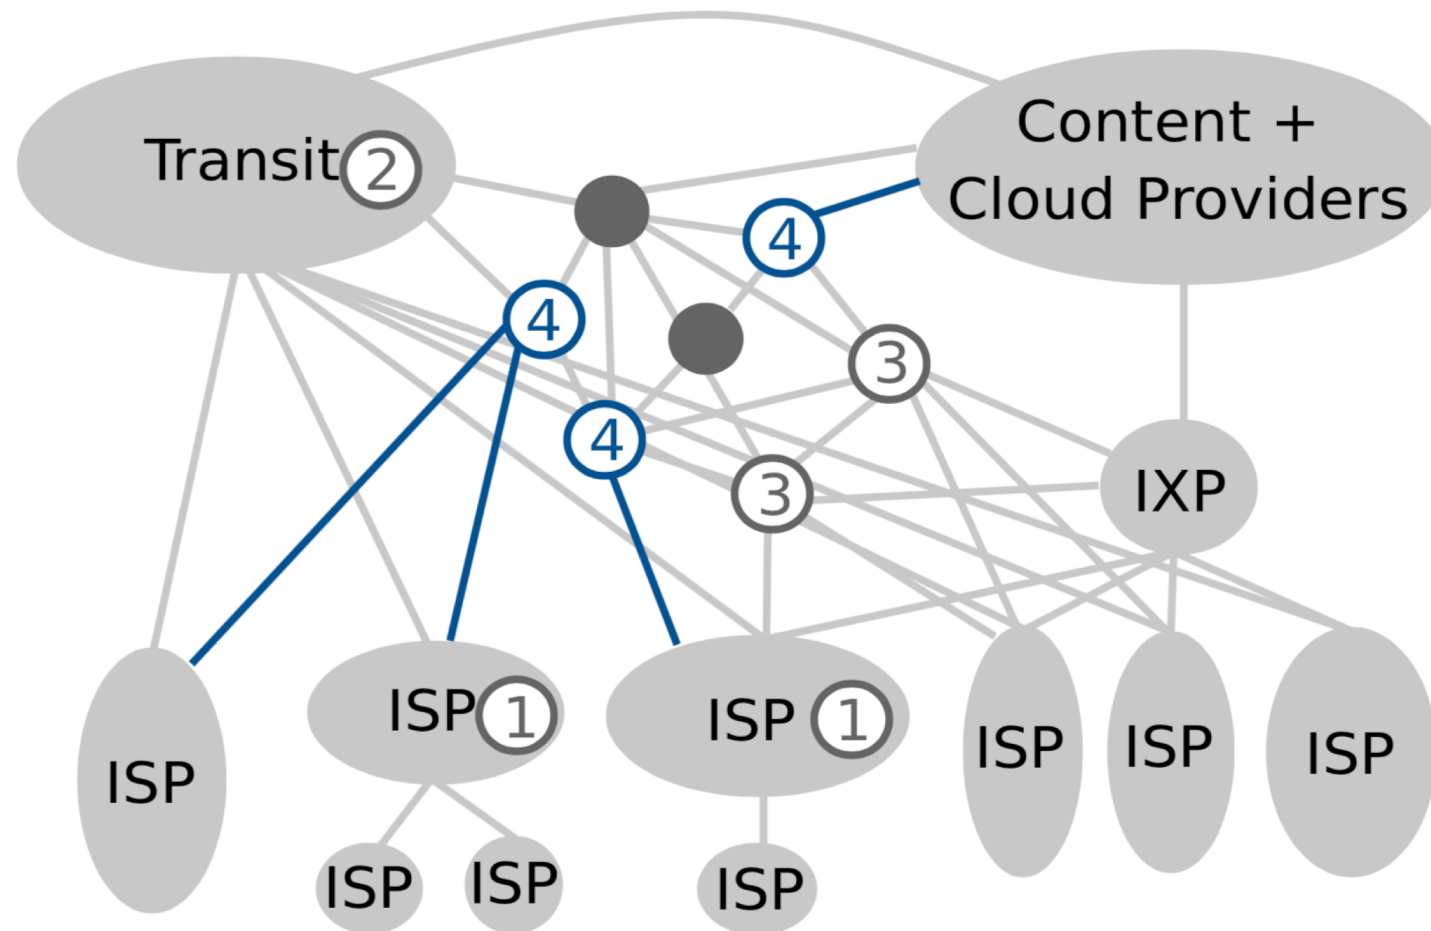 Transit 2
Content +
Cloud Providers
4
4
3
4
3
IXP
ISP
ISP 1
ISP 1
ISP
ISP
ISP
ISP
ISP
ISP